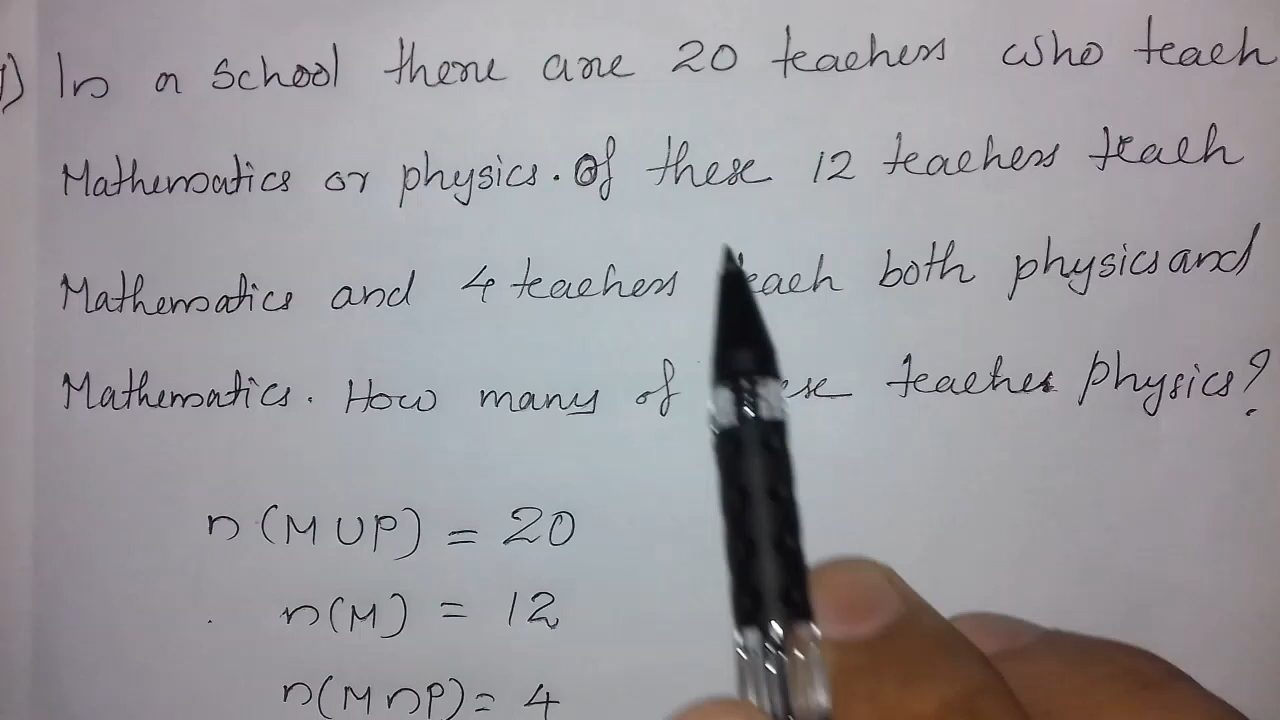 1) In a school there are 20 teachers who teach
Mathematics or physics. Of these 12 teachers teach
Mathematics and 4 teachers teach both physics and
Mathematics. How many of these teaches physics?
n(M∪P) = 20
n(M) = 12
n(M∩P) = 4